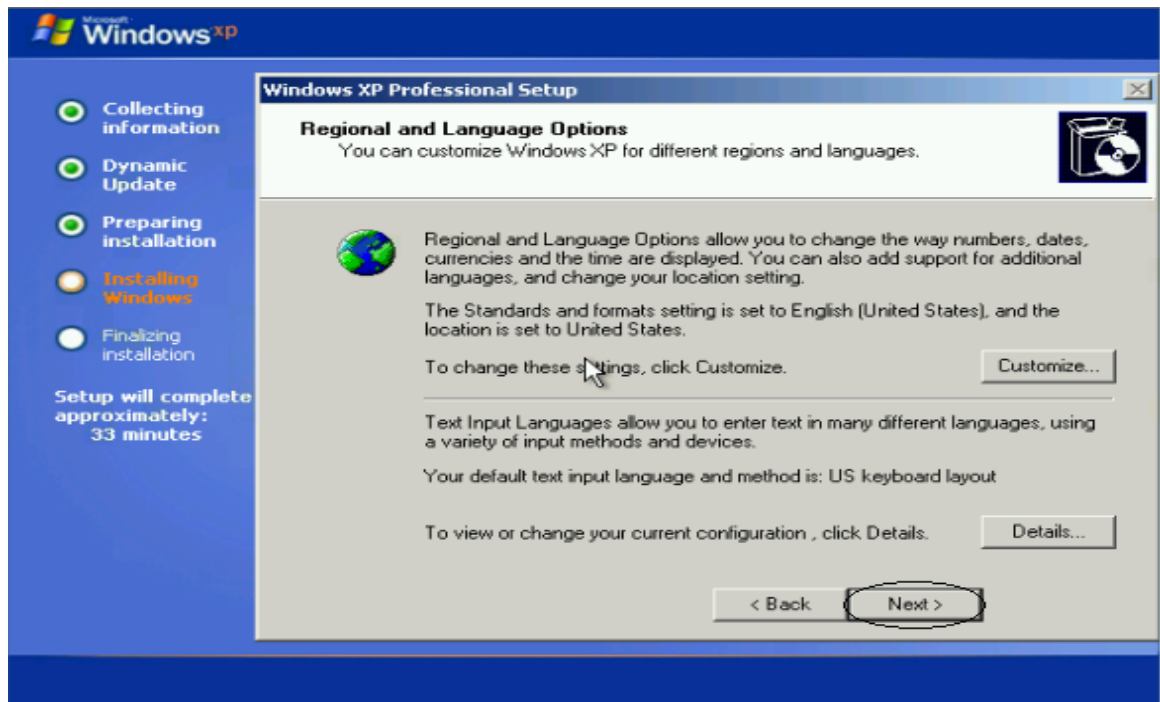 Microsoft
Windows xp
Collecting
information
Dynamic
Update
Preparing
installation
Installing
Windows
Finalizing
installation
Setup will complete
approximately:
33 minutes
Windows XP Professional Setup
Regional and Language Options
You can customize Windows XP for different regions and languages.
Regional and Language Options allow you to change the way numbers, dates,
currencies and the time are displayed. You can also add support for additional
languages, and change your location setting.
The Standards and formats setting is set to English (United States), and the
location is set to United States.
To change these settings, click Customize.
Customize...
Text Input Languages allow you to enter text in many different languages, using
a variety of input methods and devices.
Your default text input language and method is: US keyboard layout
To view or change your current configuration , click Details.
Details...
< Back
Next >